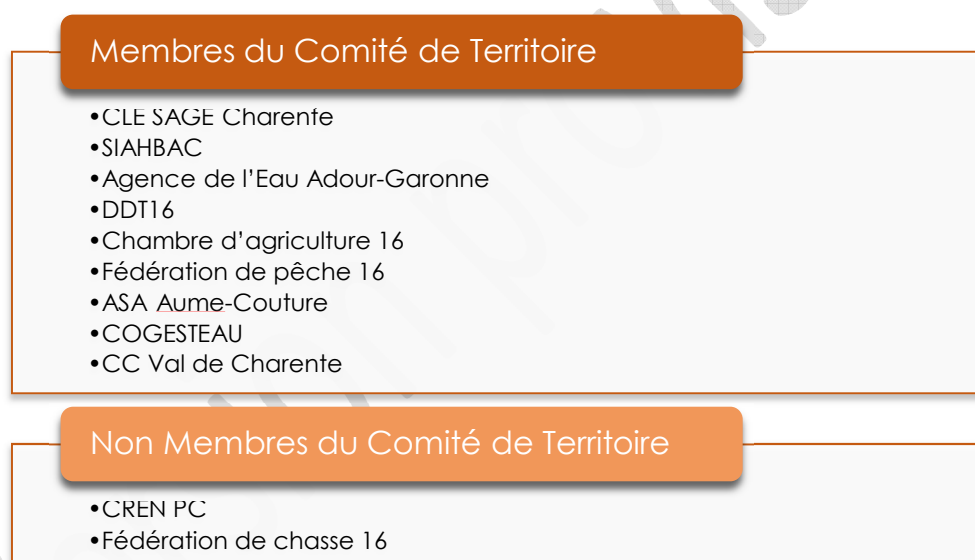 Membres du Comité de Territoire
•CLE SAGE Charente
•SIAHBAC
•Agence de l'Eau Adour-Garonne
•DDT16
•Chambre d'agriculture 16
•Fédération de pêche 16
•ASA Aume-Couture
•COGESTEAU
•CC Val de Charente
Non Membres du Comité de Territoire
•CREN PC
•Fédération de chasse 16